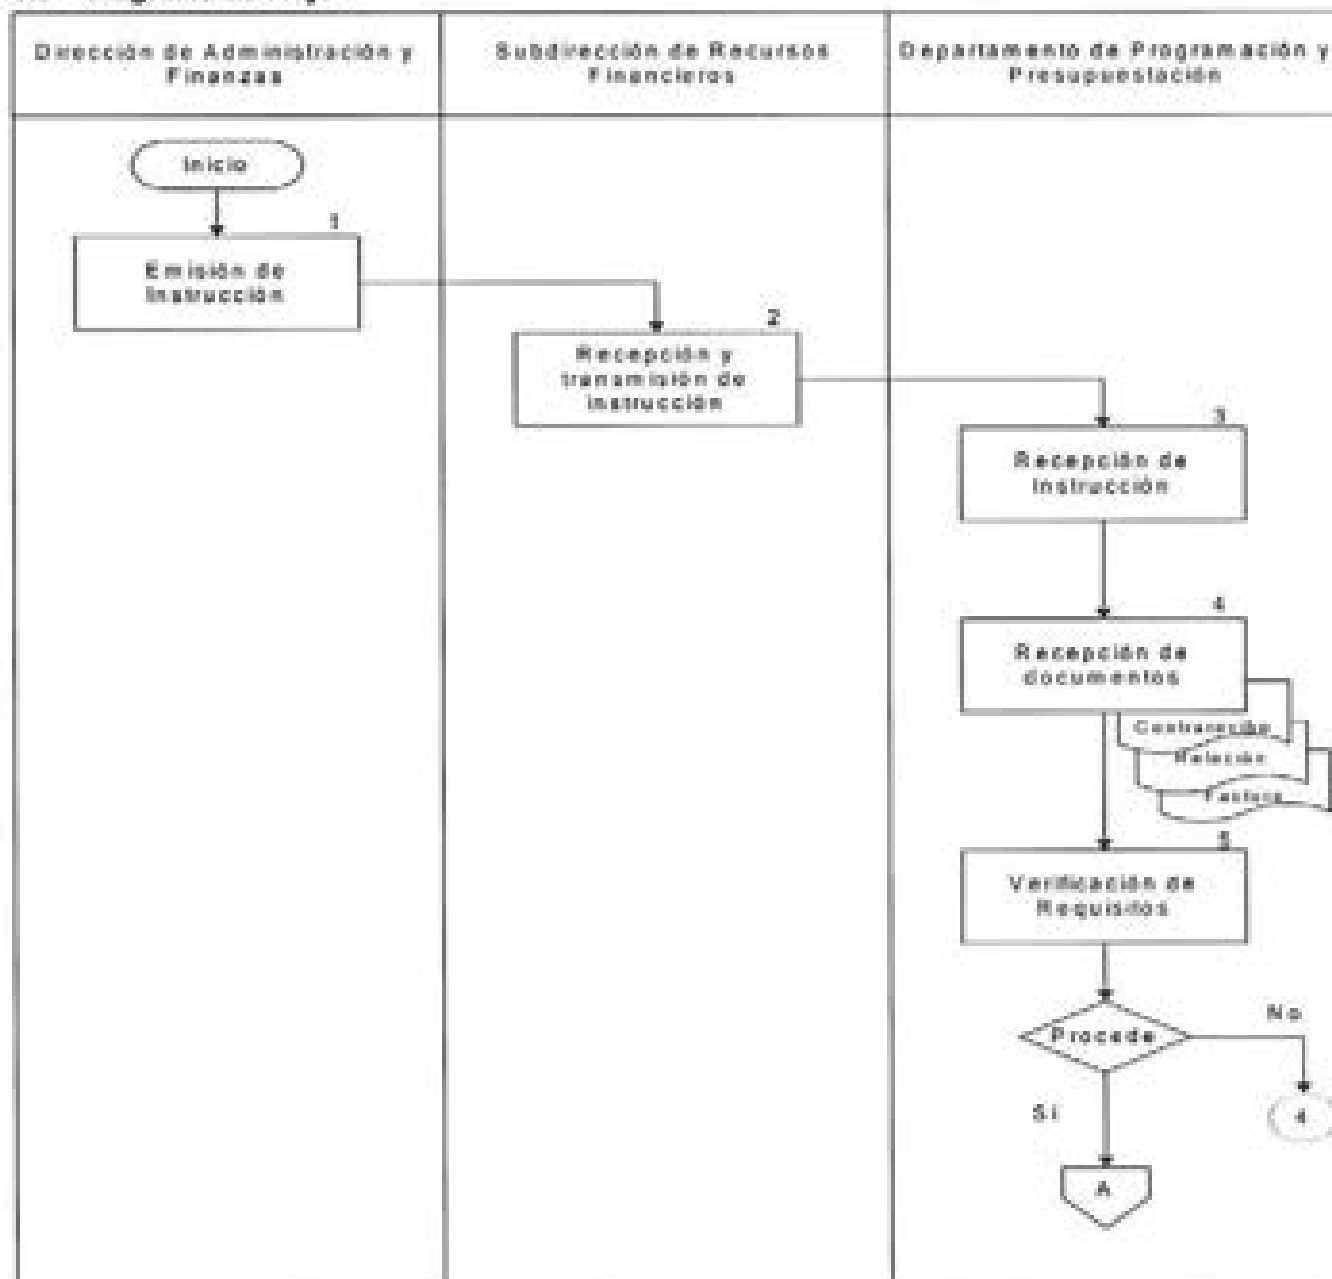 Dirección de Administración y
Finanzas
Subdirección de Recursos
Financieros
Departamento de Programación y
Presupuestación
Inicio
1
Emisión de
Instrucción
2
Recepción y
transmisión de
instrucción
3
Recepción de
Instrucción
4
Recepción de
documentos
Contrarecibo
Relación
Factura
5
Verificación de
Requisitos
Procede
No
Si
4
A